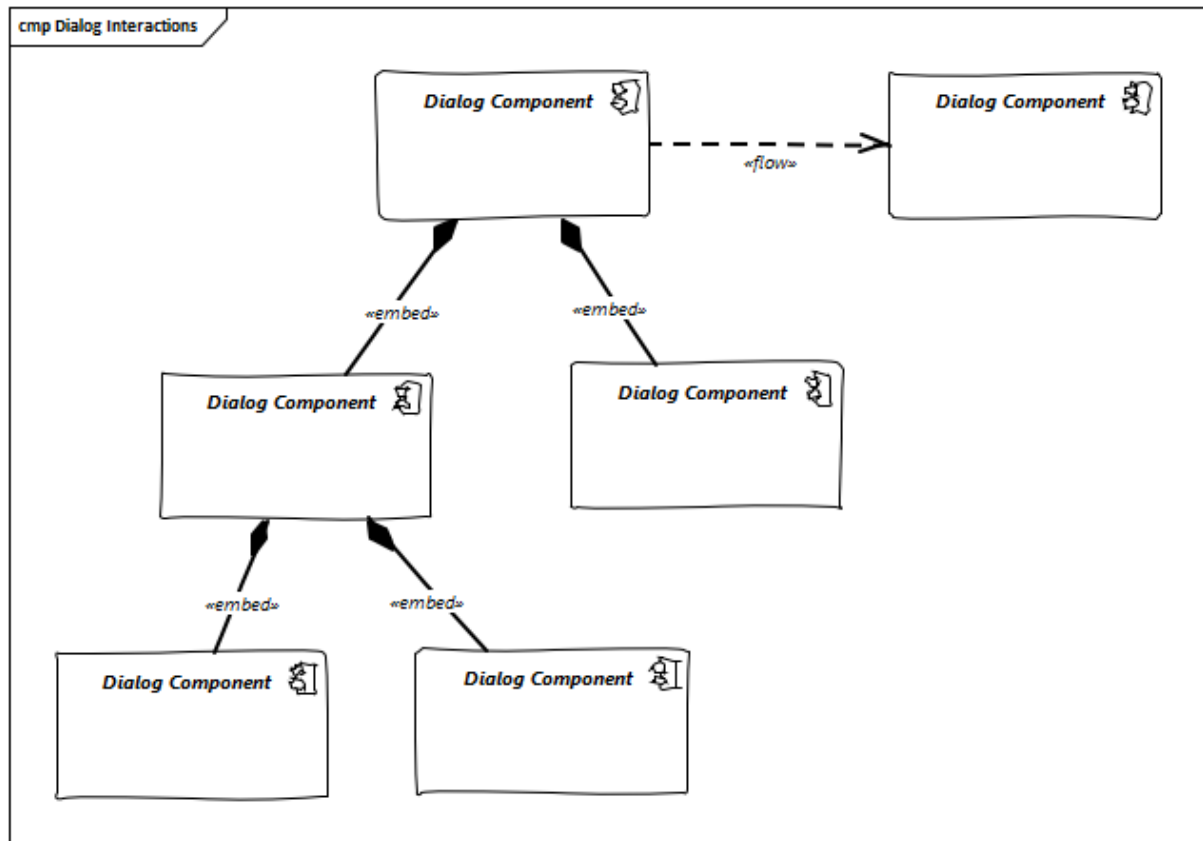 cmp Dialog Interactions
Dialog Component
Dialog Component
«flow»
«embed»
«embed»
Dialog Component
Dialog Component
«embed»
«embed»
Dialog Component
Dialog Component